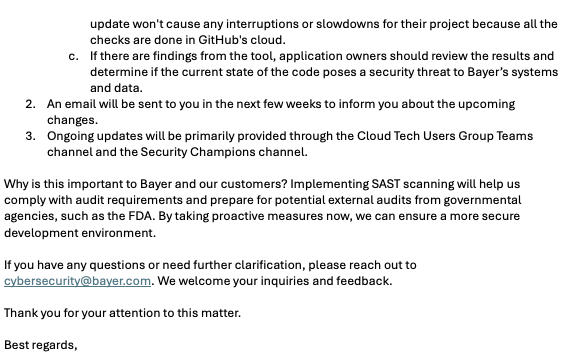 update won't cause any interruptions or slowdowns for their project because all the
checks are done in GitHub's cloud.
c. If there are findings from the tool, application owners should review the results and
determine if the current state of the code poses a security threat to Bayer's systems
and data.
2. An email will be sent to you in the next few weeks to inform you about the upcoming
changes.
3. Ongoing updates will be primarily provided through the Cloud Tech Users Group Teams
channel and the Security Champions channel.
Why is this important to Bayer and our customers? Implementing SAST scanning will help us
comply with audit requirements and prepare for potential external audits from governmental
agencies, such as the FDA. By taking proactive measures now, we can ensure a more secure
development environment.
If you have any questions or need further clarification, please reach out to
cybersecurity@bayer.com. We welcome your inquiries and feedback.
Thank you for your attention to this matter.
Best regards,